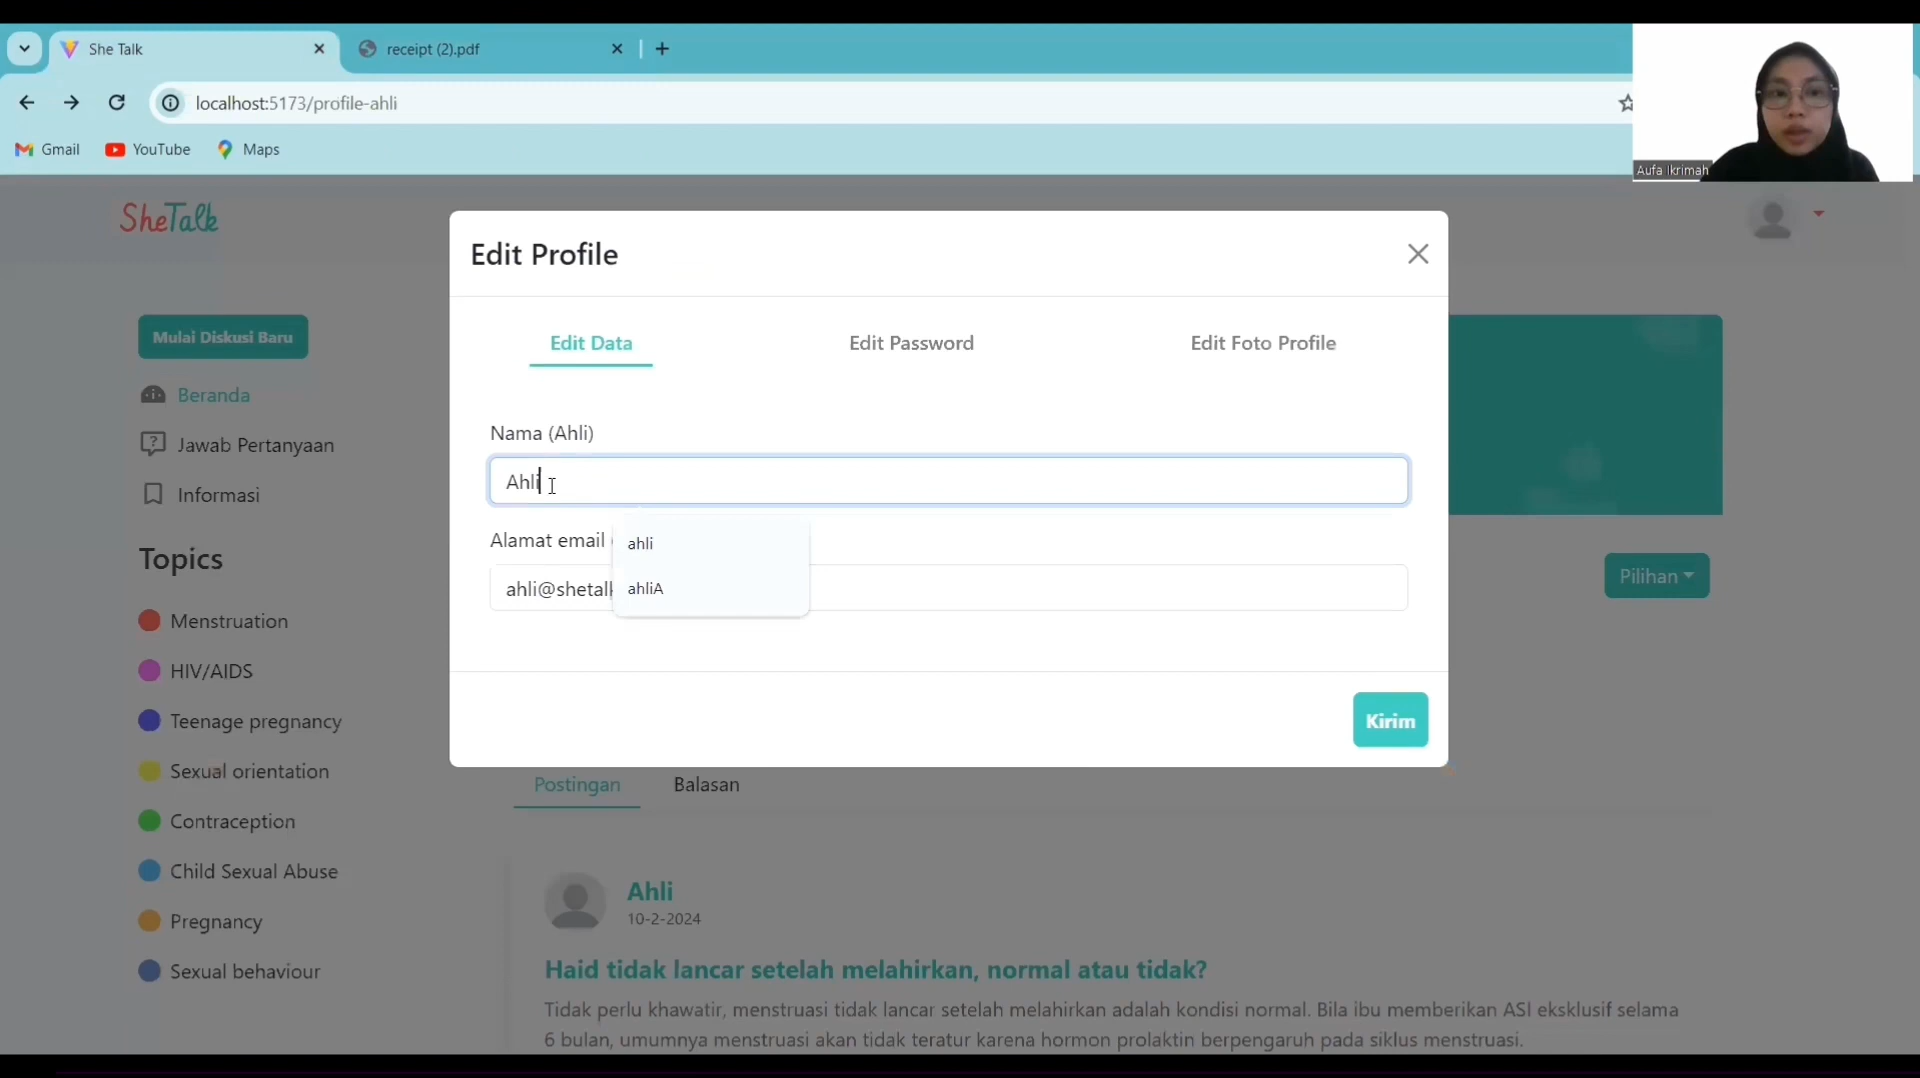 She Talk
receipt (2).pdf
localhost:5173/profile-ahli
Gmail
YouTube
Maps
Aufa Ikrimah
SheTalk
Edit Profile
Mulai Diskusi Baru
Edit Data
Edit Password
Edit Foto Profile
Beranda
Jawab Pertanyaan
Informasi
Nama (Ahli)
Ahli
Alamat email
ahli
ahli@shetalk
ahliA
Pilihan
Topics
Menstruation
HIV/AIDS
Teenage pregnancy
Sexual orientation
Contraception
Child Sexual Abuse
Pregnancy
Sexual behaviour
Kirim
Postingan
Balasan
Ahli
10-2-2024
Haid tidak lancar setelah melahirkan, normal atau tidak?
Tidak perlu khawatir, menstruasi tidak lancar setelah melahirkan adalah kondisi normal. Bila ibu memberikan ASI eksklusif selama
6 bulan, umumnya menstruasi akan tidak teratur karena hormon prolaktin berpengaruh pada siklus menstruasi.